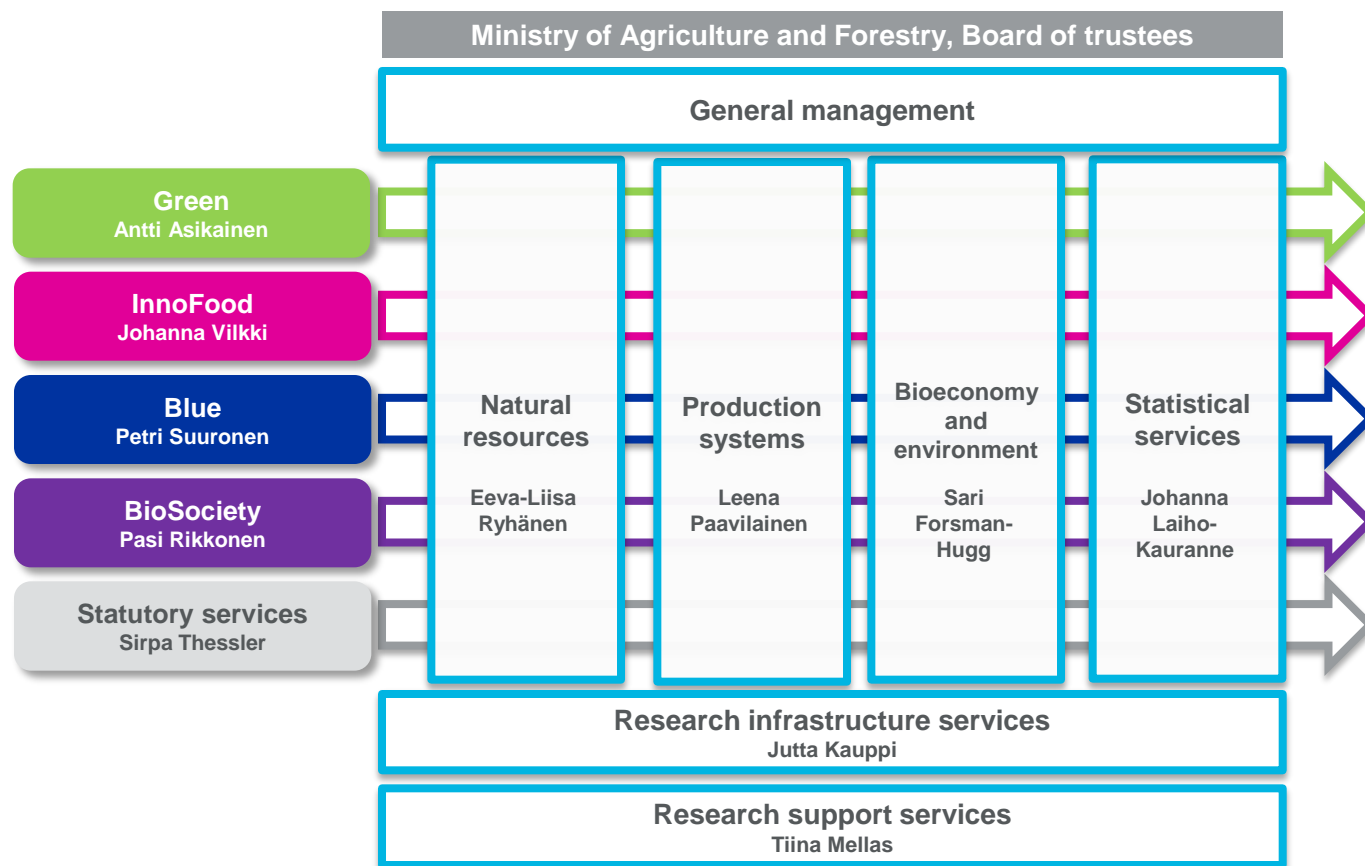 Ministry of Agriculture and Forestry, Board of trustees
General management
Green
Antti Asikainen
InnoFood
Johanna Vilkki
Blue
Petri Suuronen
BioSociety
Pasi Rikkonen
Statutory services
Sirpa Thessler
Natural
resources
Eeva-Liisa
Ryhänen
Production
systems
Leena
Paavilainen
Bioeconomy
and
environment
Sari
Forsman-
Hugg
Statistical
services
Johanna
Laiho-
Kauranne
Research infrastructure services
Jutta Kauppi
Research support services
Tiina Mellas